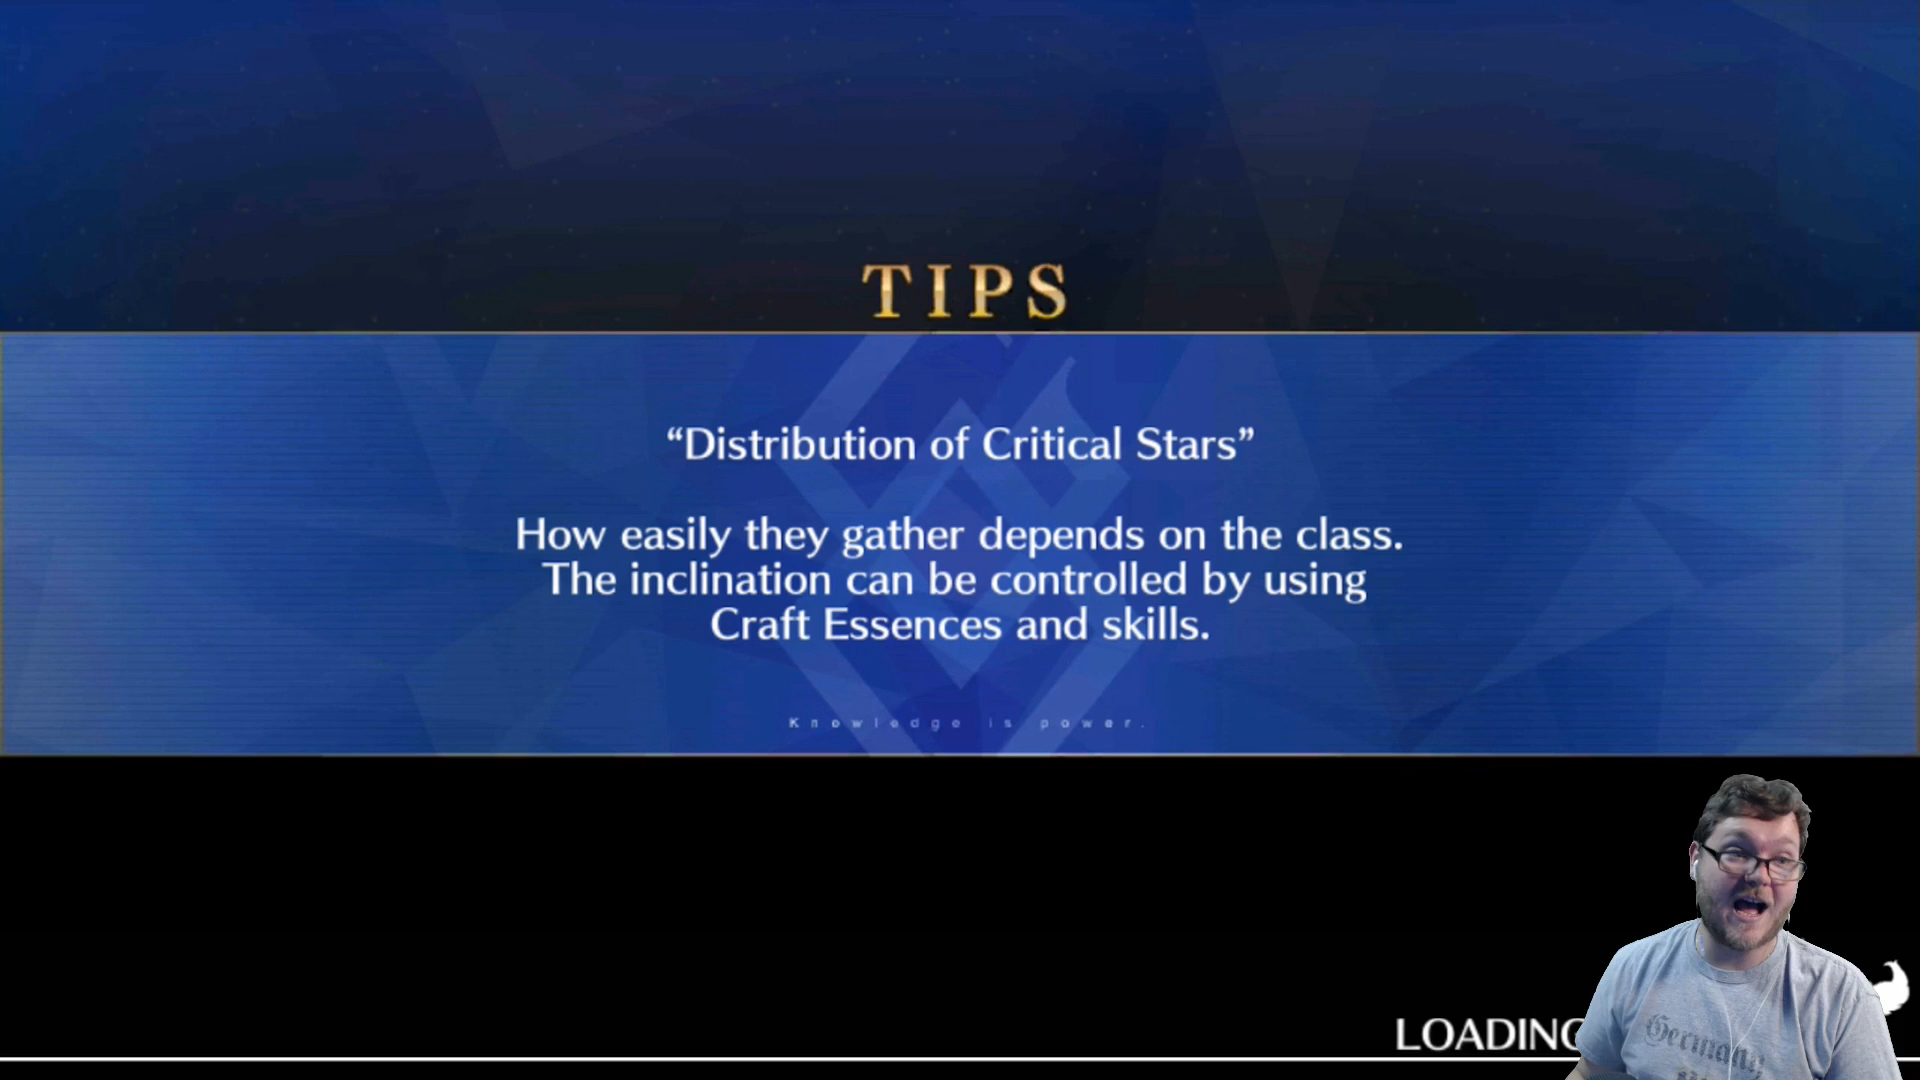 TIPS
“Distribution of Critical Stars”
How easily they gather depends on the class.
The inclination can be controlled by using
Craft Essences and skills.
Knowledge is power.
LOADING
Germany